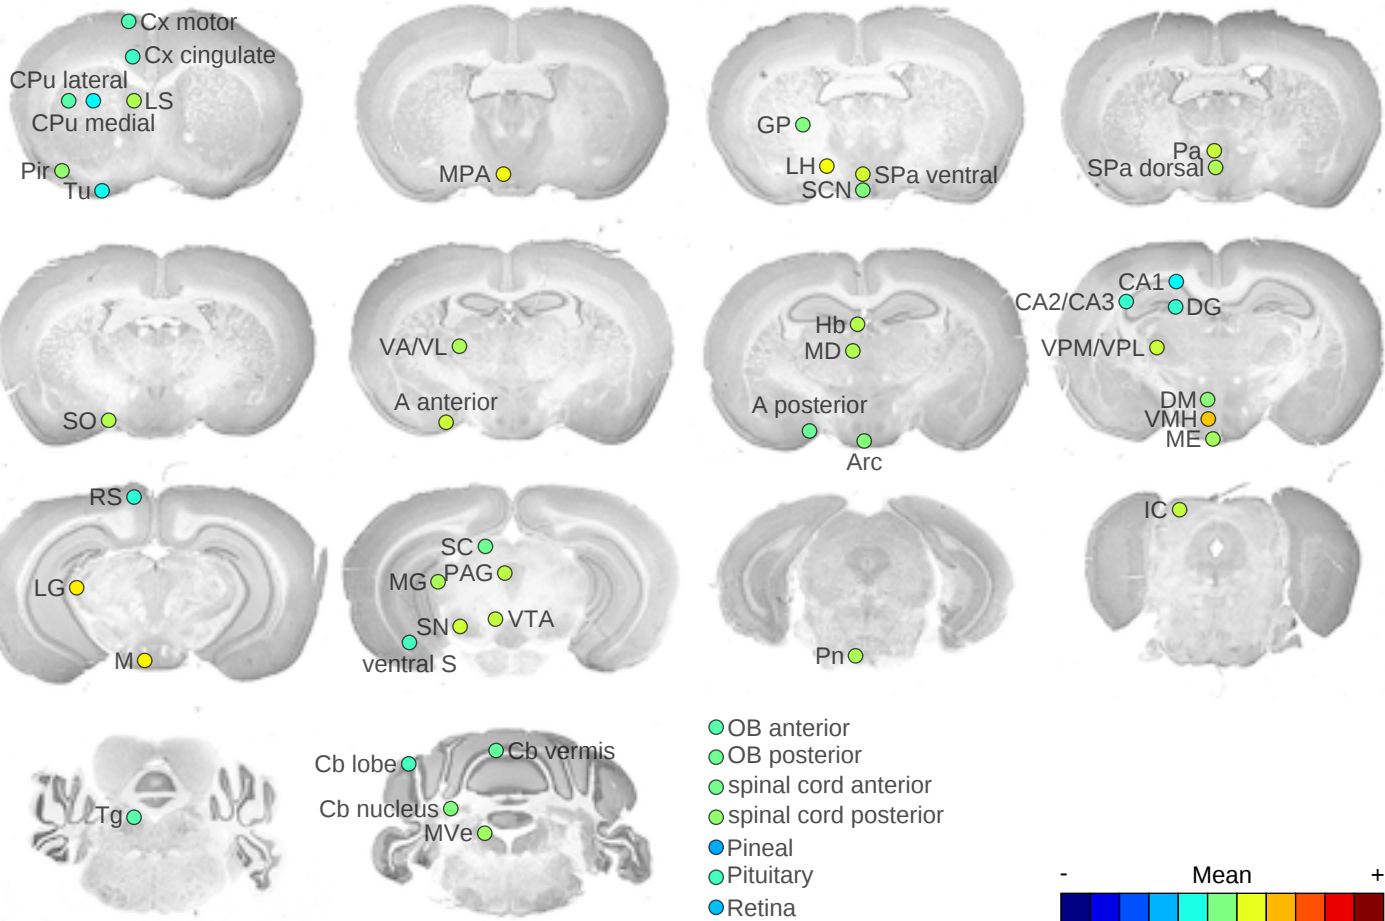 Cx motor
Cx cingulate
CPu lateral
LS
CPu medial
Pir
Tu
MPA
GP
LH
SPa ventral
SCN
Pa
SPa dorsal
SO
VA/VL
A anterior
Hb
MD
A posterior
Arc
CA1
CA2/CA3
DG
VPM/VPL
DM
VMH
ME
RS
LG
M
SC
MG
PAG
SN
VTA
ventral S
Pn
IC
Tg
Cb lobe
Cb vermis
Cb nucleus
MVe
OB anterior
OB posterior
spinal cord anterior
spinal cord posterior
Pineal
Pituitary
Retina
- Mean +